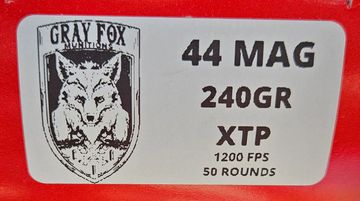 GRAY FOX
MUNITIONS
44 MAG
240GR
XTP
1200 FPS
50 ROUNDS